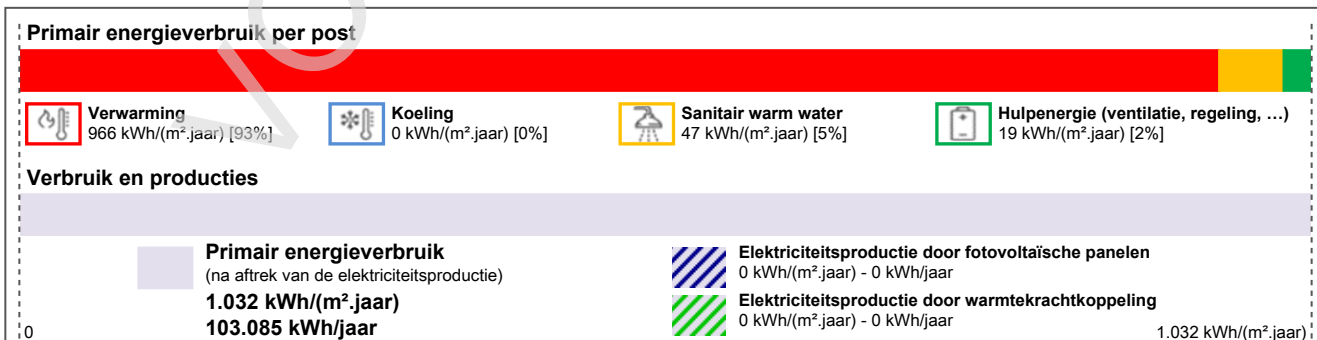 Primair energieverbruik per post
Verwarming
966 kWh/(m².jaar) [93%]
Koeling
0 kWh/(m².jaar) [0%]
Sanitair warm water
47 kWh/(m².jaar) [5%]
Hulpenergie (ventilatie, regeling, …)
19 kWh/(m².jaar) [2%]
Verbruik en producties
Primair energieverbruik
(na aftrek van de elektriciteitsproductie)
1.032 kWh/(m².jaar)
103.085 kWh/jaar
Elektriciteitsproductie door fotovoltaïsche panelen
0 kWh/(m².jaar) - 0 kWh/jaar
Elektriciteitsproductie door warmtekrachtkoppeling
0 kWh/(m².jaar) - 0 kWh/jaar
0
1.032 kWh/(m².jaar)